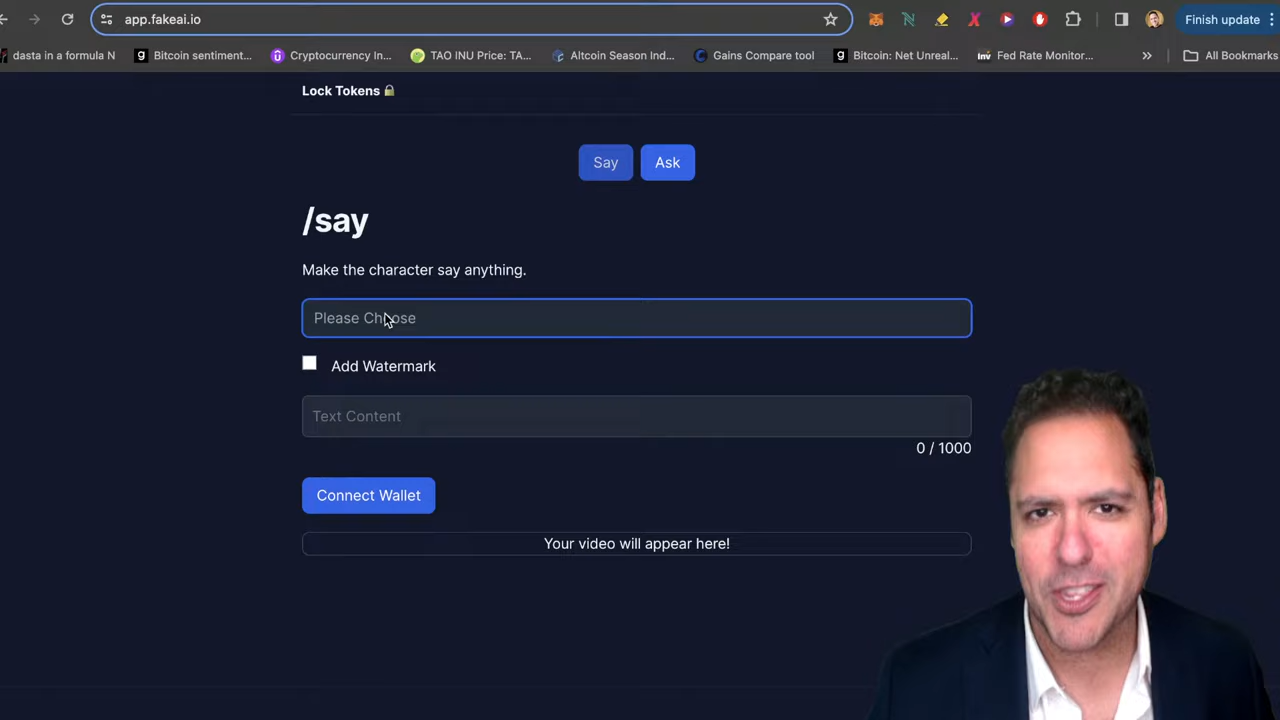 app.fakeai.io
Finish update
dasta in a formula N
Bitcoin sentiment...
Cryptocurrency In...
TAO INU Price: TA...
Altcoin Season Ind...
Gains Compare tool
Bitcoin: Net Unreal...
Fed Rate Monitor...
»
All Bookmarks
Lock Tokens
Say
Ask
/say
Make the character say anything.
Please Choose
Add Watermark
Text Content
0 / 1000
Connect Wallet
Your video will appear here!